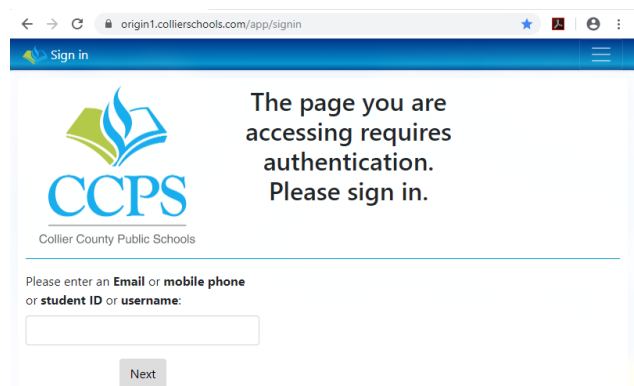 origin1.collierschools.com/app/signin
Sign in
The page you are
accessing requires
authentication.
Please sign in.
CCPS
Collier County Public Schools
Please enter an Email or mobile phone
or student ID or username:
Next